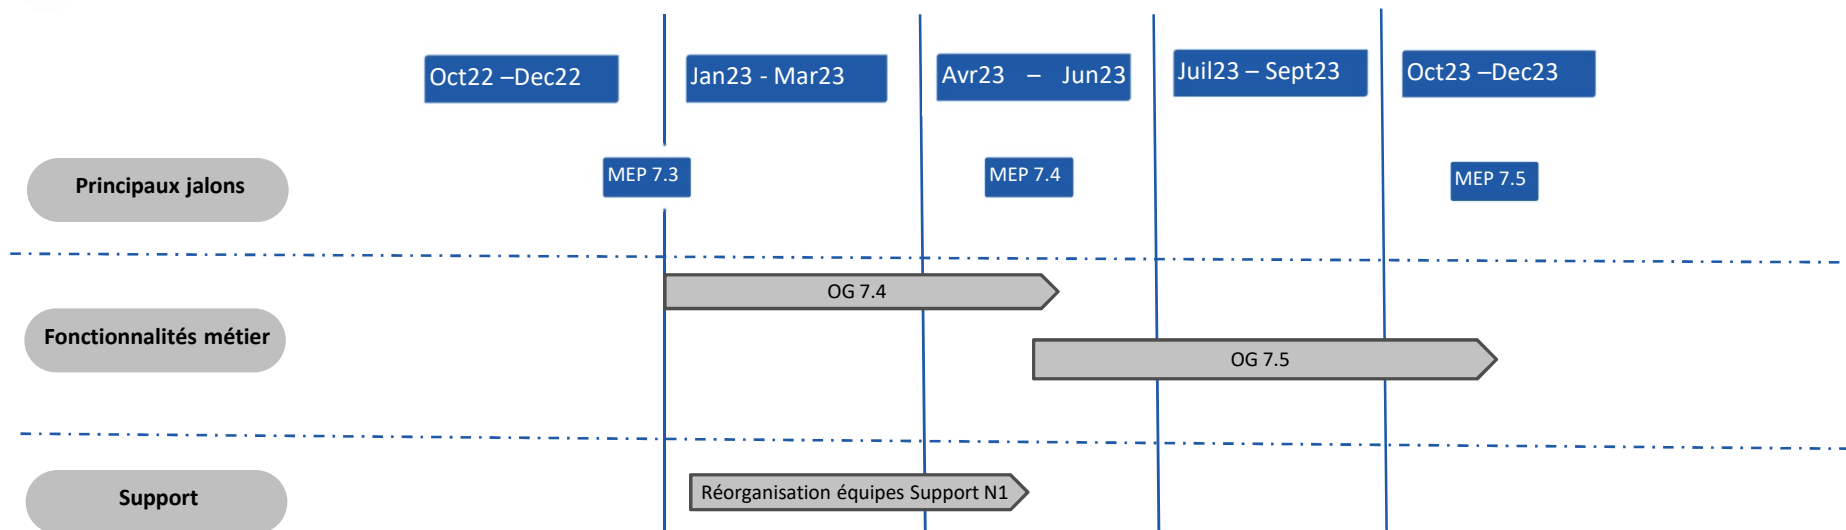 Oct22 –Dec22
Jan23 - Mar23
Avr23 – Jun23
Juil23 – Sept23
Oct23 –Dec23
Principaux jalons
MEP 7.3
MEP 7.4
MEP 7.5
Fonctionnalités métier
OG 7.4
OG 7.5
Support
Réorganisation équipes Support N1